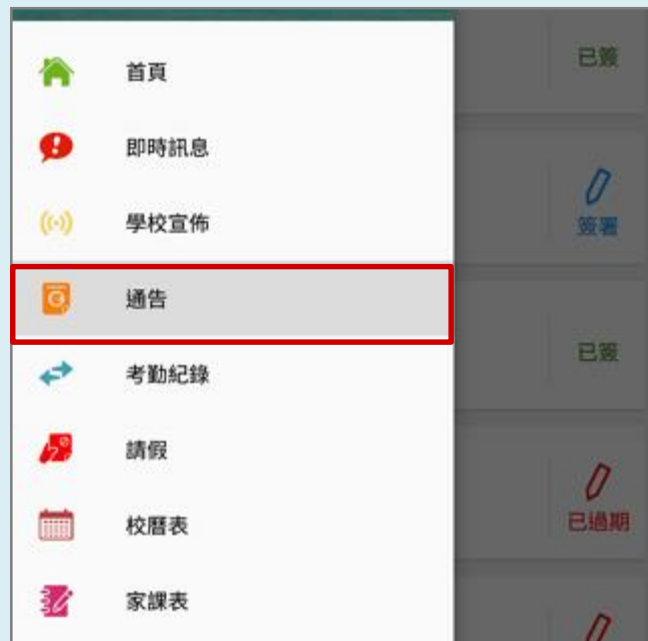 首頁
已簽
即時訊息
學校宣佈
簽署
通告
考勤紀錄
已簽
請假
校曆表
已過期
家課表